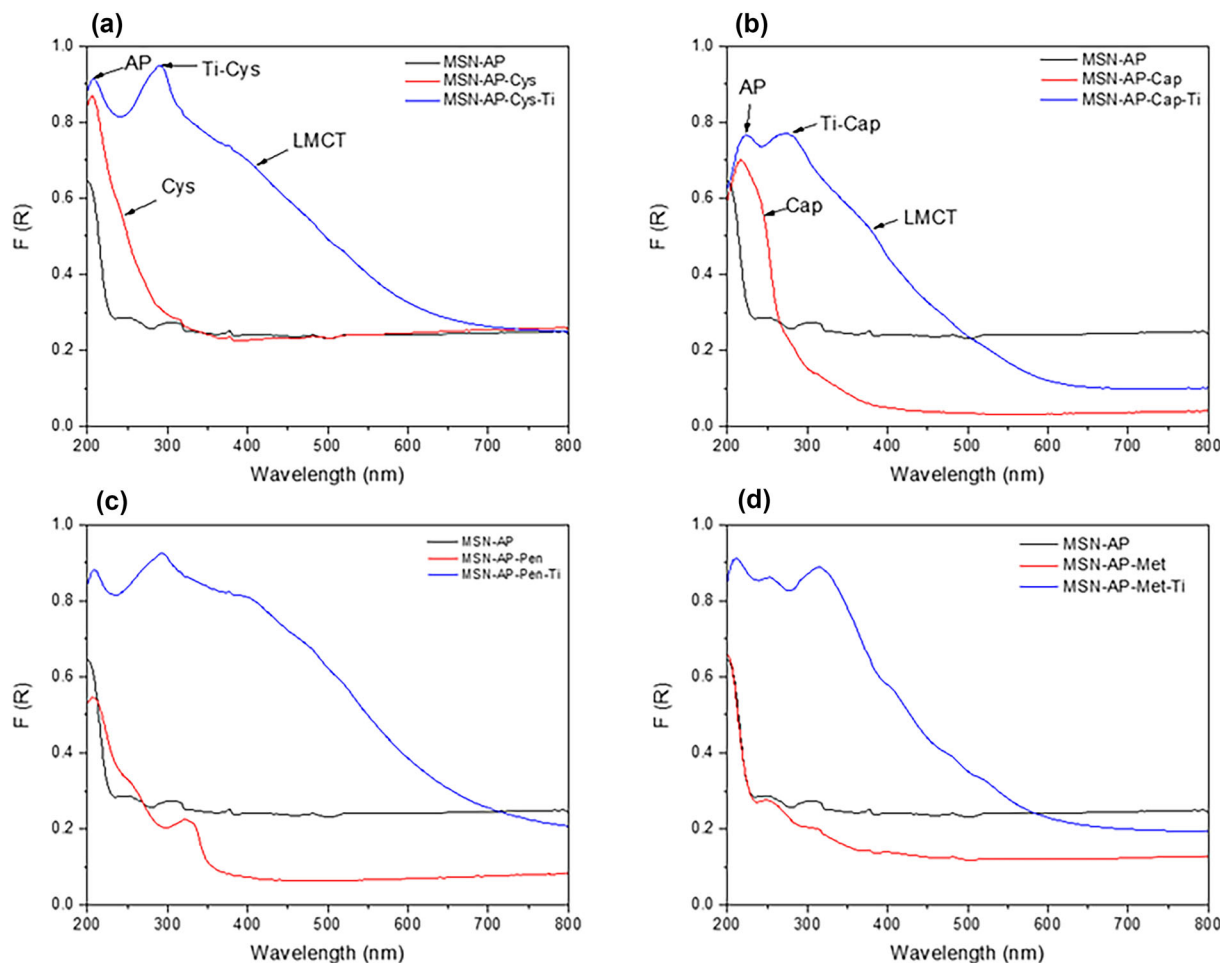 (a)
MSN-AP
MSN-AP-Cys
MSN-AP-Cys-Ti
AP
Ti-Cys
LMCT
Cys
F (R)
1.0
0.8
0.6
0.4
0.2
0.0
200 300 400 500 600 700 800
Wavelength (nm)
(b)
MSN-AP
MSN-AP-Cap
MSN-AP-Cap-Ti
AP
Ti-Cap
Cap
LMCT
F (R)
1.0
0.8
0.6
0.4
0.2
0.0
200 300 400 500 600 700 800
Wavelength (nm)
(c)
MSN-AP
MSN-AP-Pen
MSN-AP-Pen-Ti
F (R)
1.0
0.8
0.6
0.4
0.2
0.0
200 300 400 500 600 700 800
Wavelength (nm)
(d)
MSN-AP
MSN-AP-Met
MSN-AP-Met-Ti
F (R)
1.0
0.8
0.6
0.4
0.2
0.0
200 300 400 500 600 700 800
Wavelength (nm)